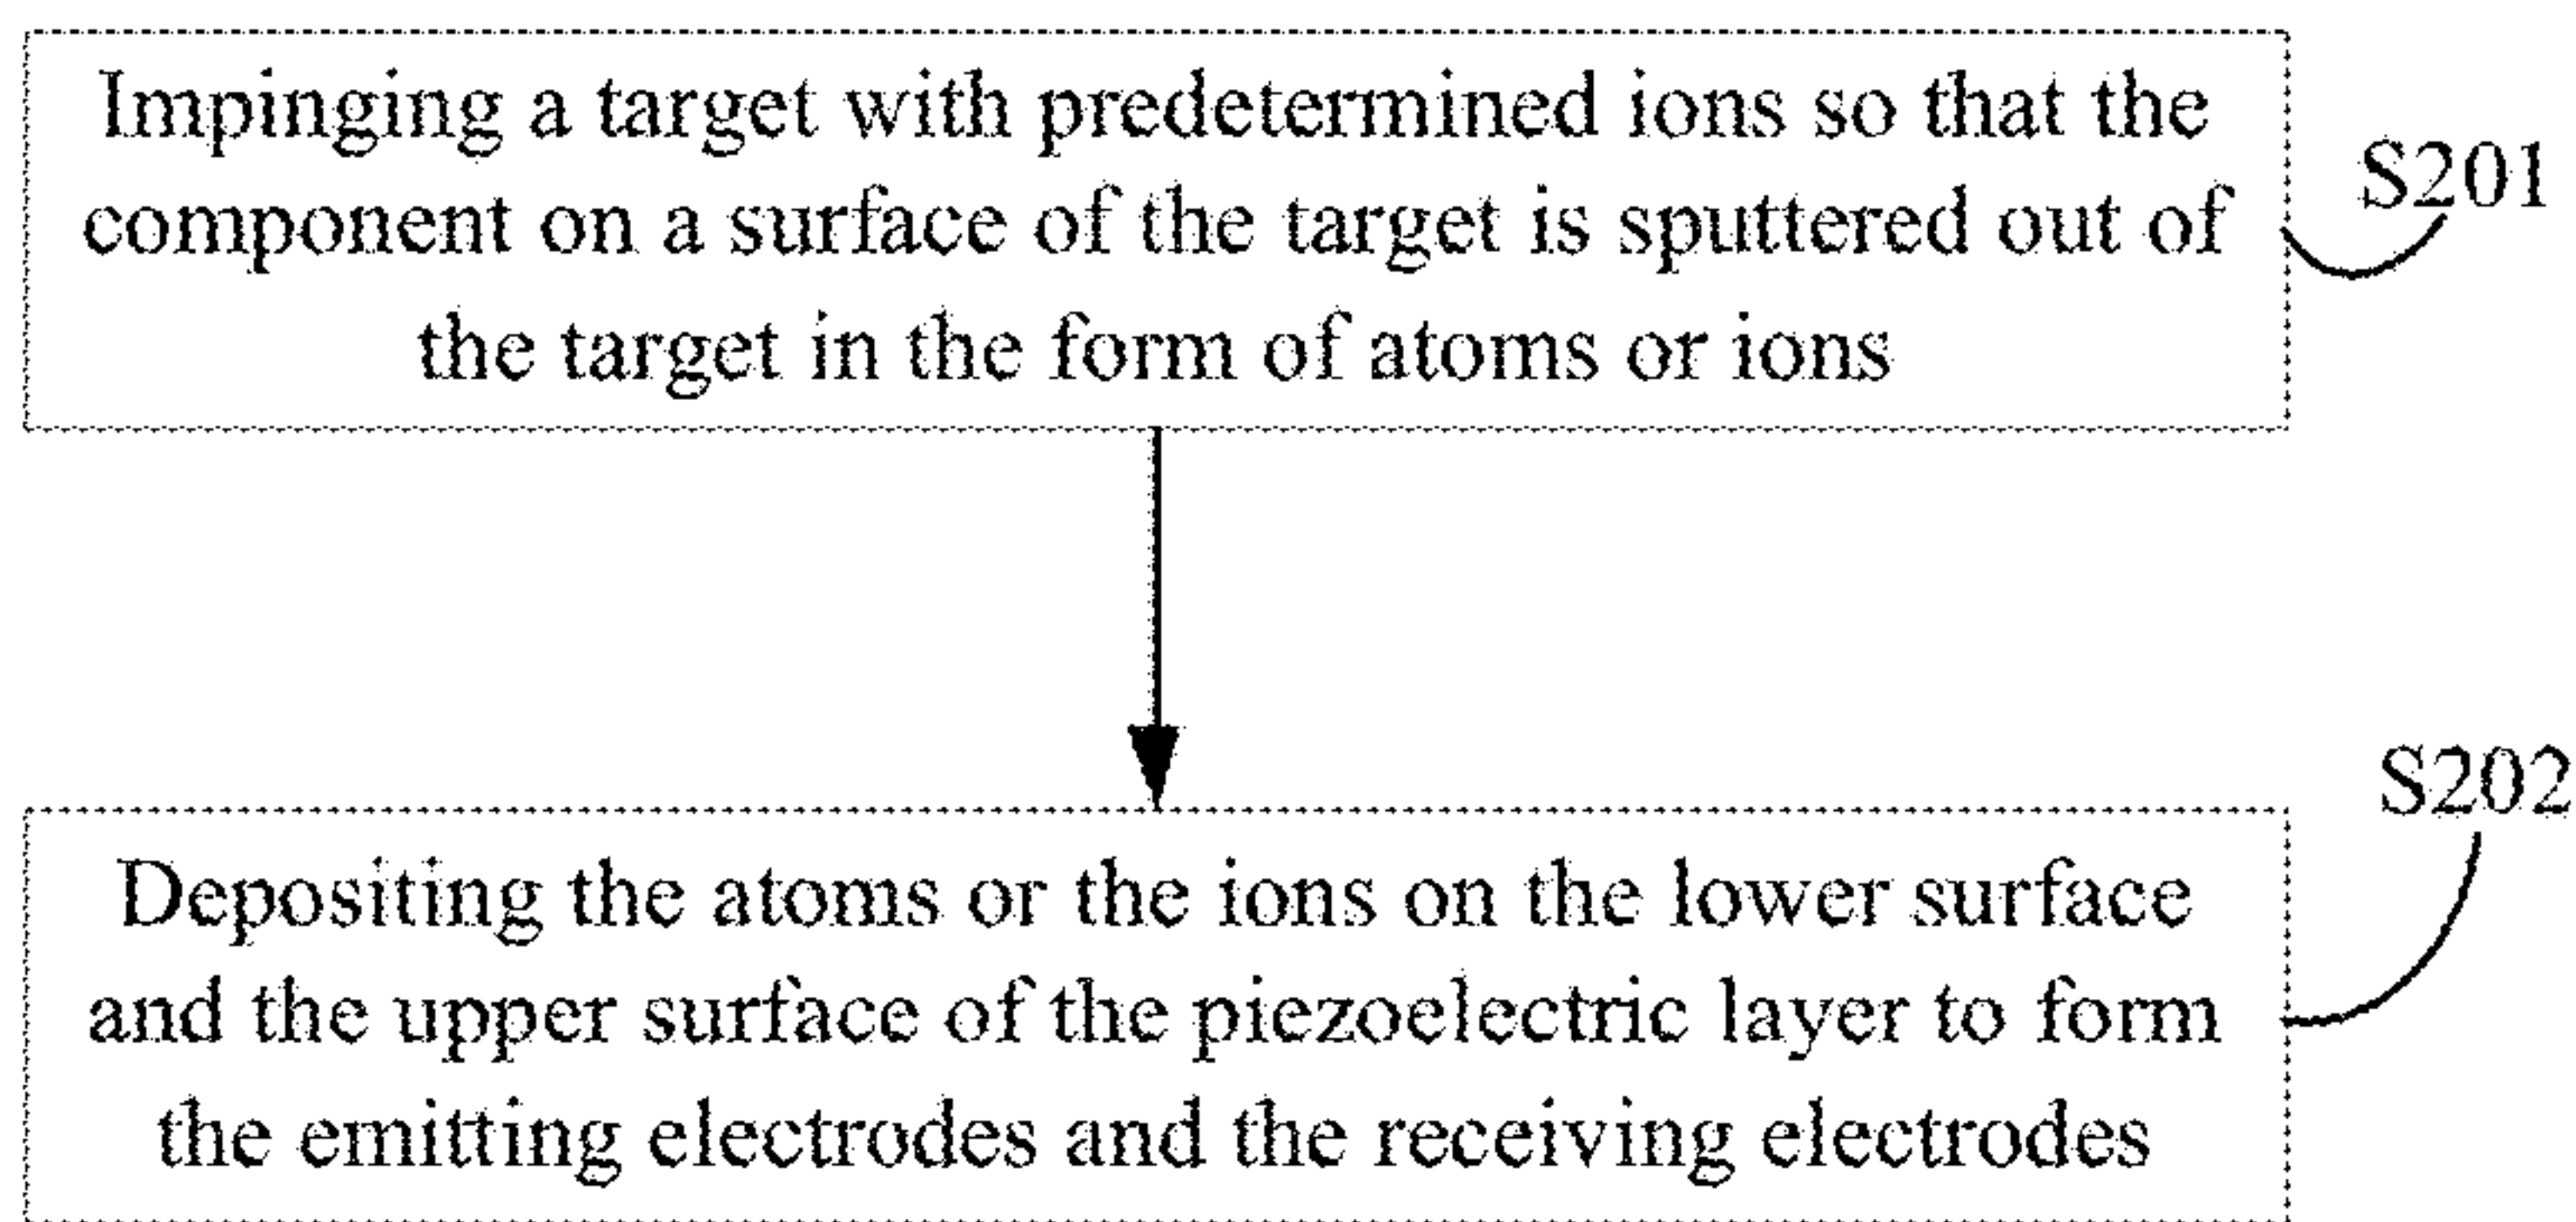 Impinging a target with predetermined ions so that the
component on a surface of the target is sputtered out of
the target in the form of atoms or ions
S201
Depositing the atoms or the ions on the lower surface
and the upper surface of the piezoelectric layer to form
the emitting electrodes and the receiving electrodes
S202